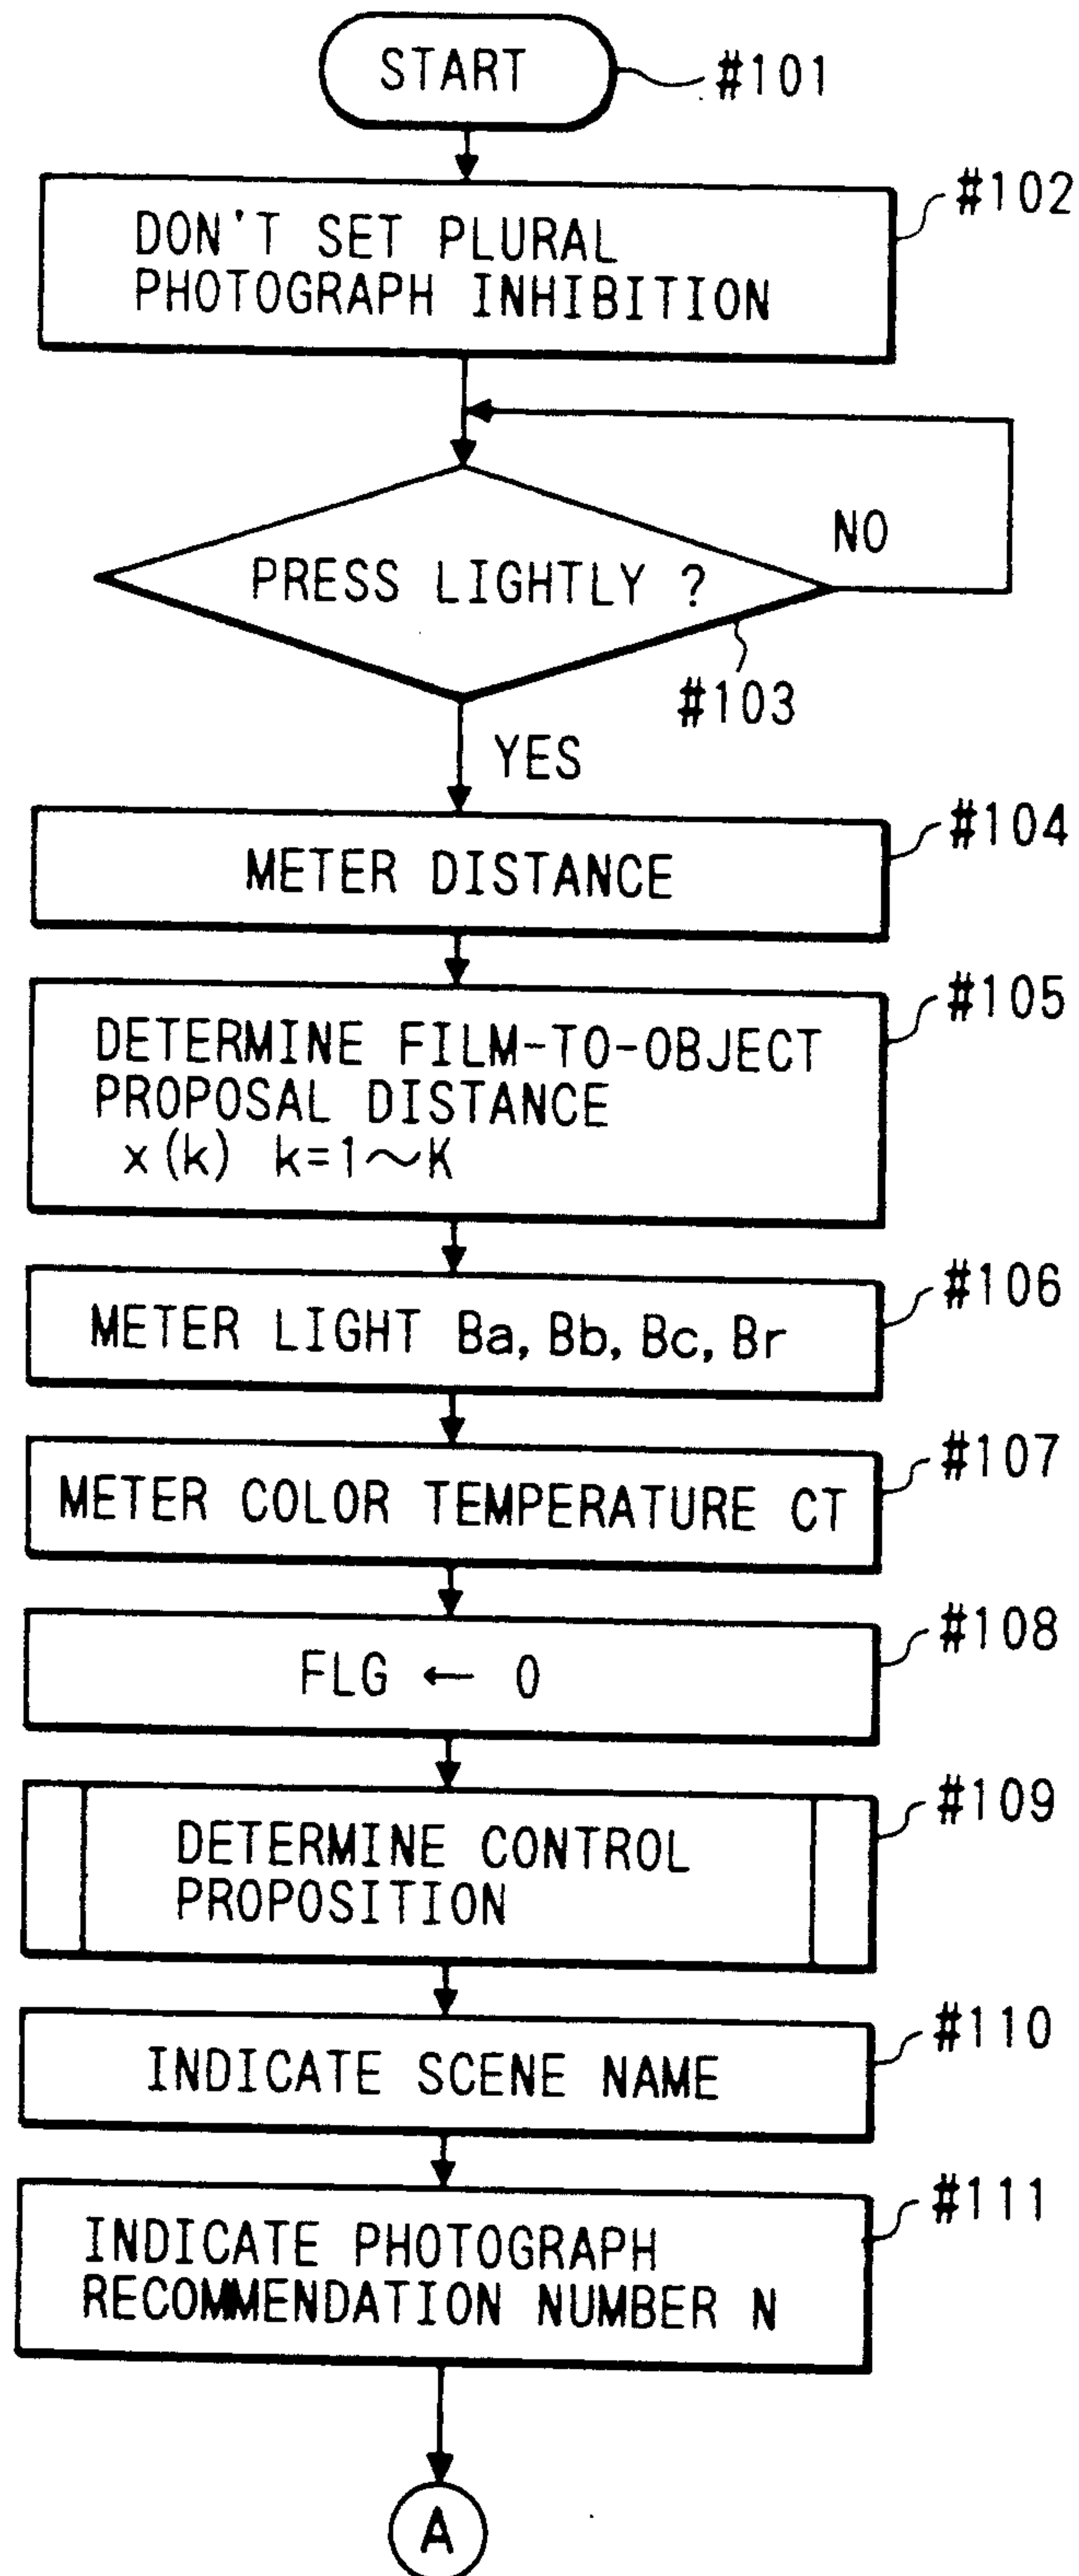 START
#101
#102
DON'T SET PLURAL
PHOTOGRAPH INHIBITION
NO
PRESS LIGHTLY ?
#103
YES
#104
METER DISTANCE
#105
DETERMINE FILM-TO-OBJECT
PROPOSAL DISTANCE
x(k) k=1~K
#106
METER LIGHT Ba, Bb, Bc, Br
#107
METER COLOR TEMPERATURE CT
#108
FLG ← 0
#109
DETERMINE CONTROL
PROPOSITION
#110
INDICATE SCENE NAME
#111
INDICATE PHOTOGRAPH
RECOMMENDATION NUMBER N
A